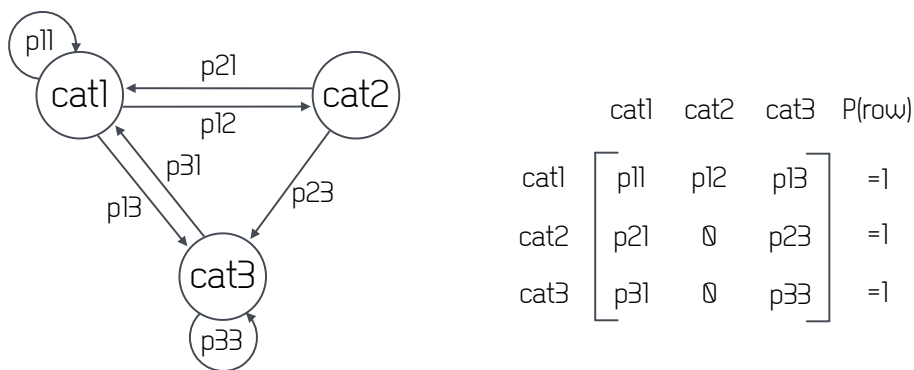 p11
cat1
p21
p12
cat2
p31
p13
p23
cat3
p33
cat1 cat2 cat3 P(row)
cat1 p11 p12 p13 =1
cat2 p21 0 p23 =1
cat3 p31 0 p33 =1